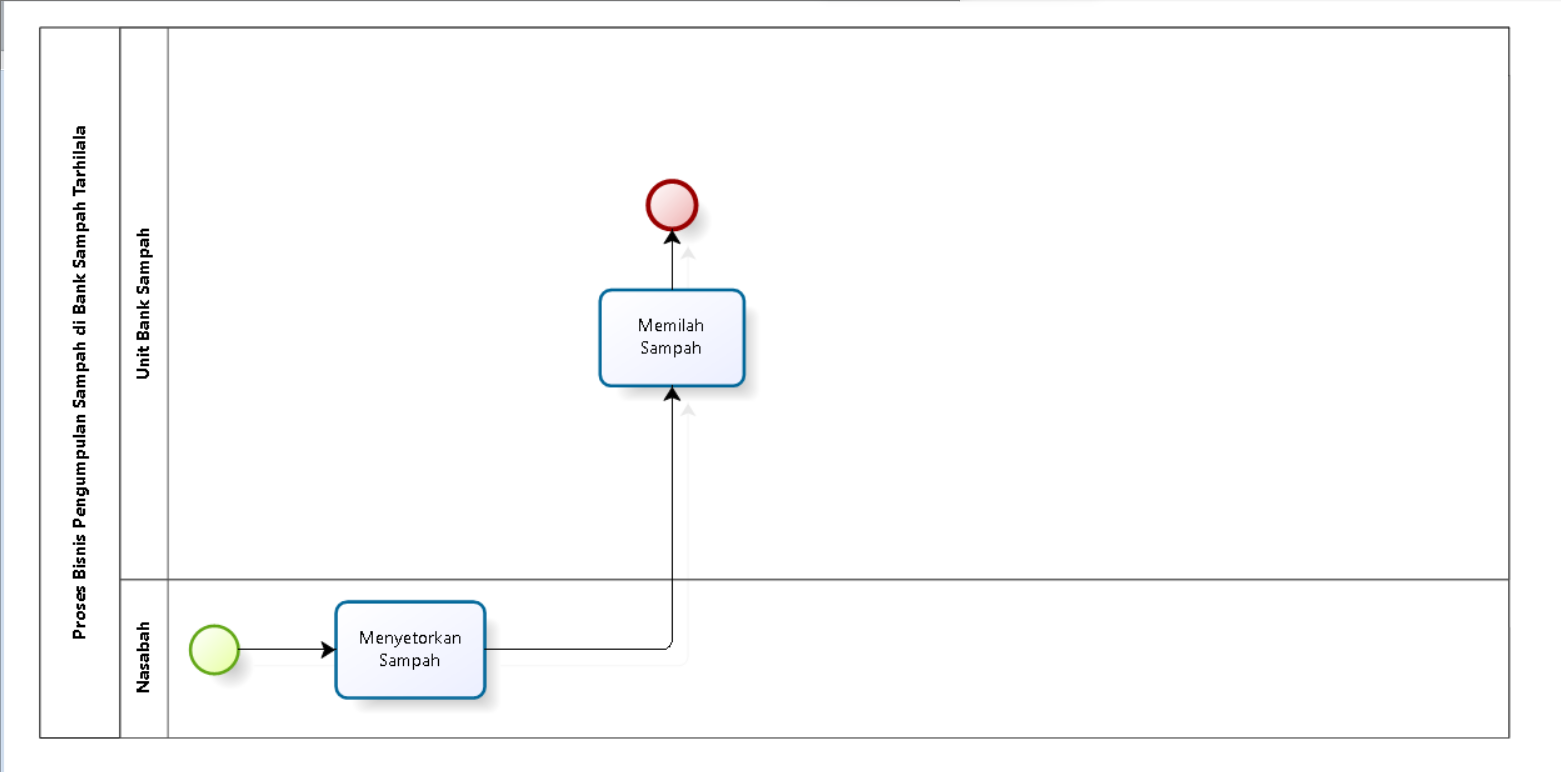 Proses Bisnis Pengumpulan Sampah di Bank Sampah Tarhilala
Unit Bank Sampah
Memilah
Sampah
Nasabah
Menyetorkan
Sampah